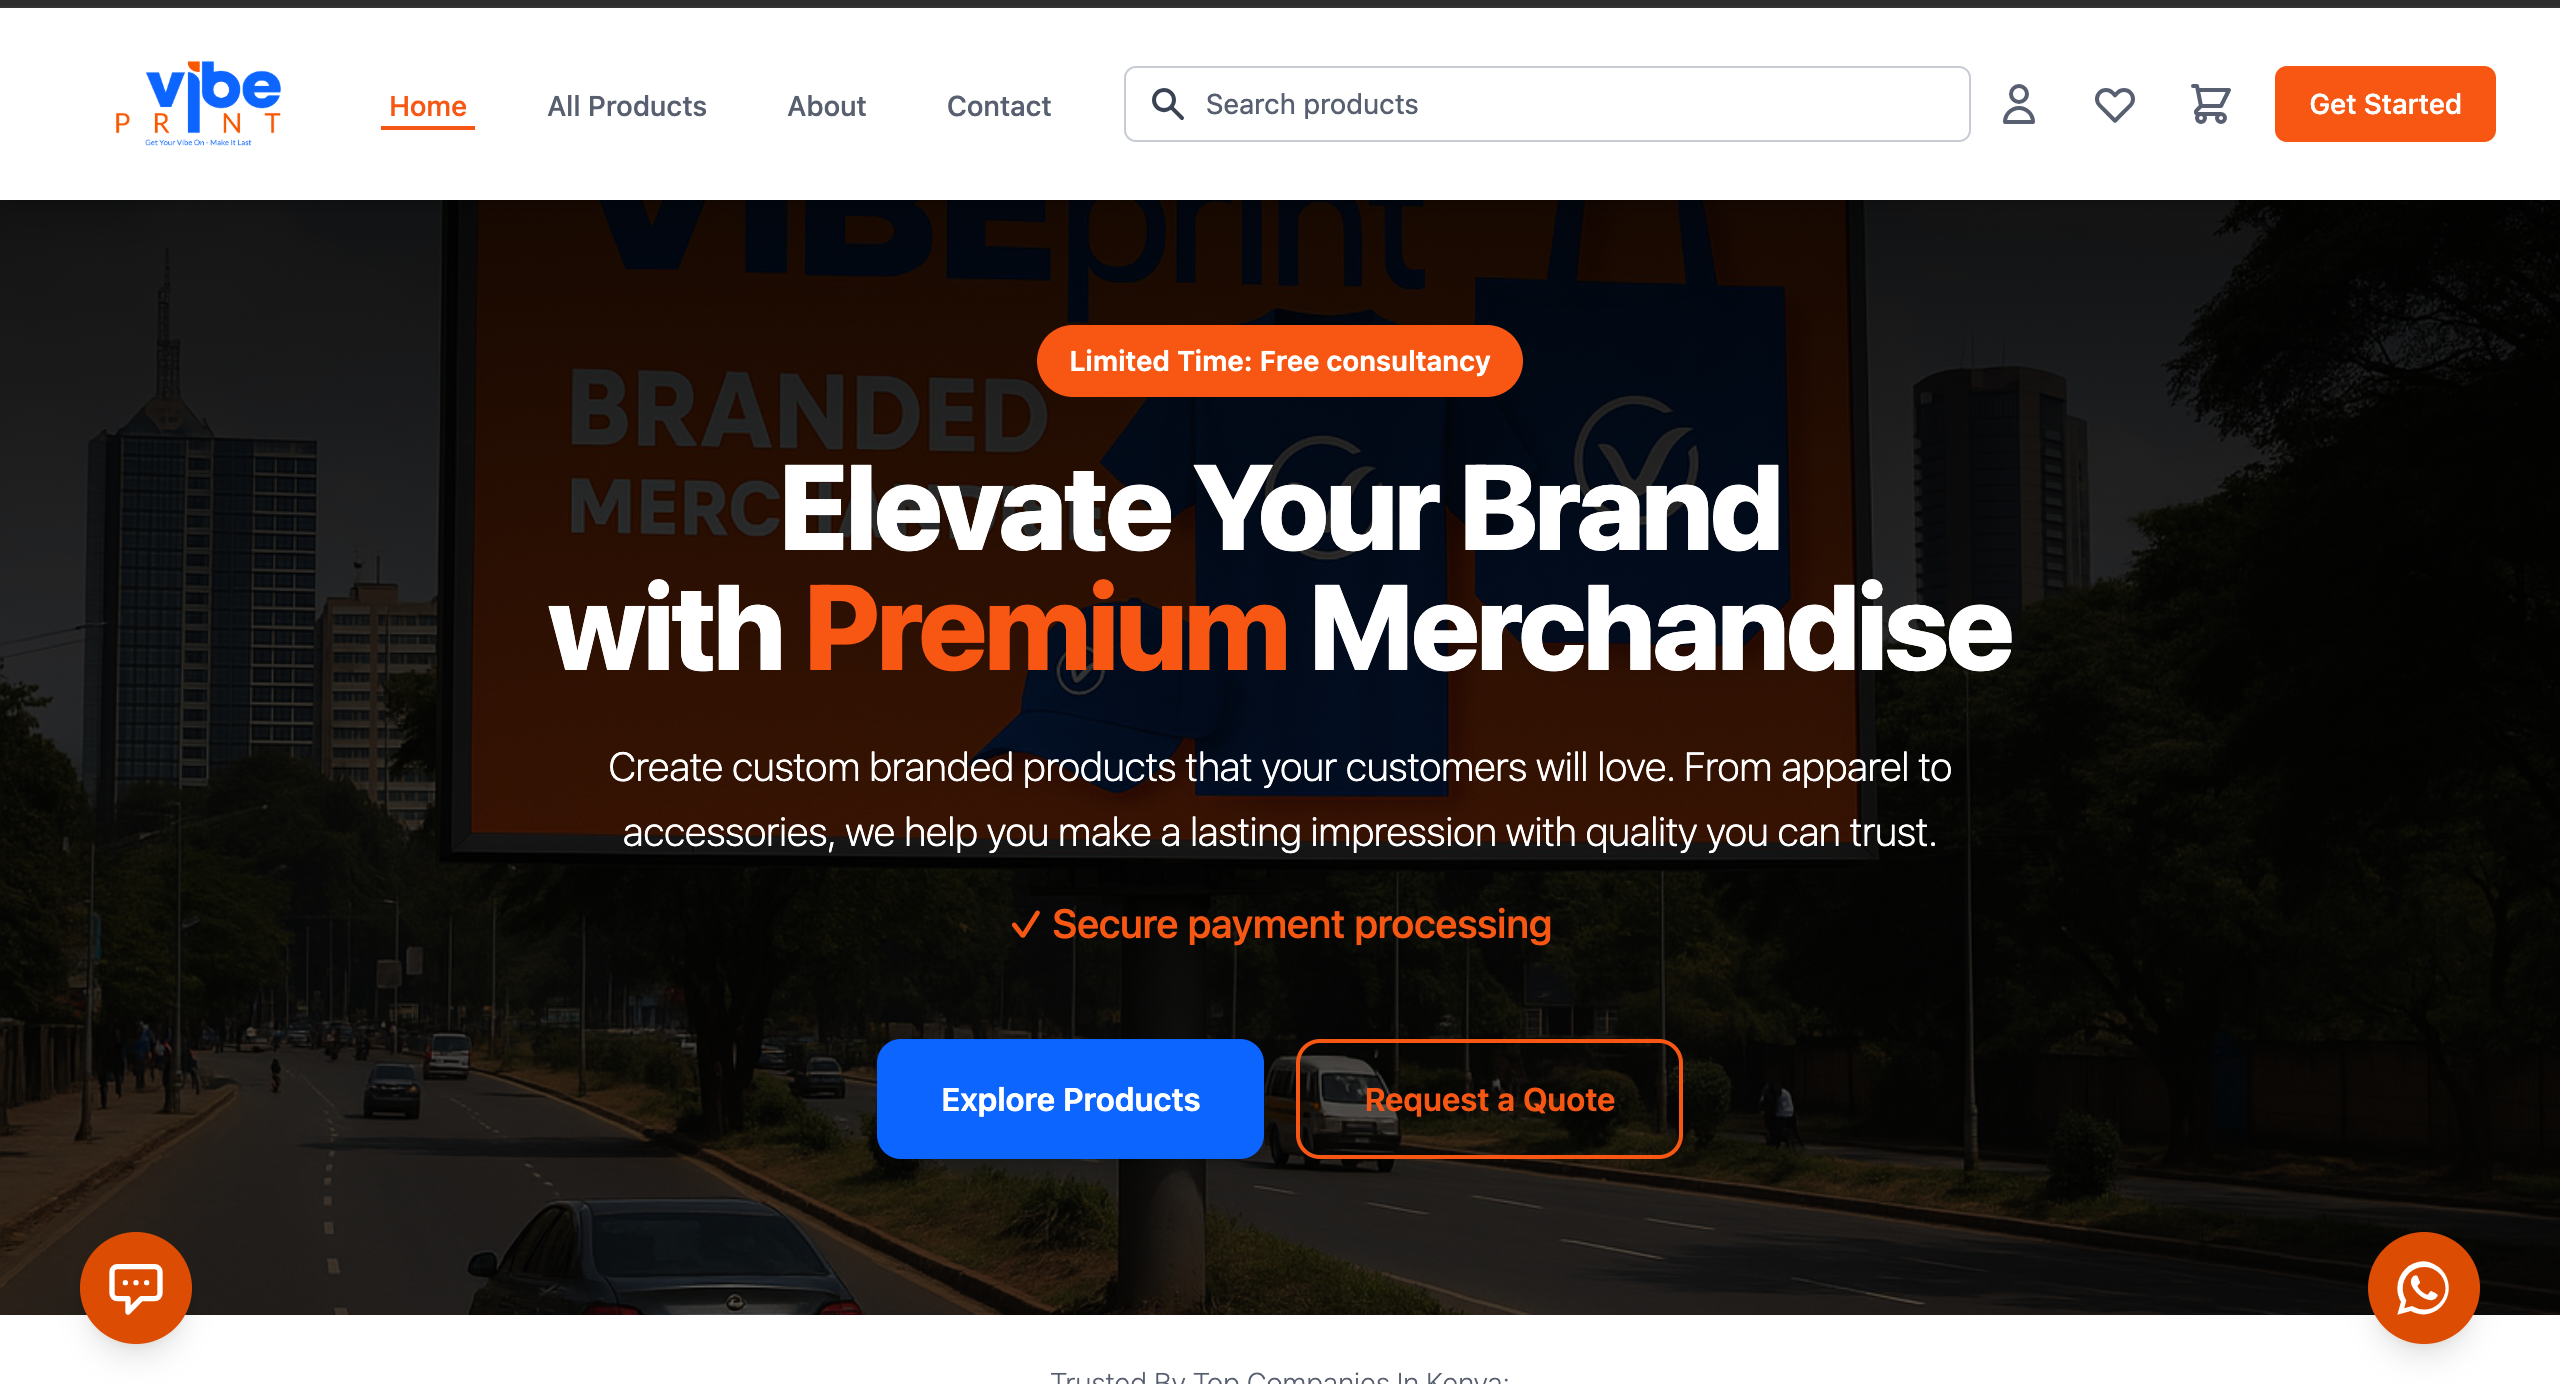 vibe
PRINT
Get Your Vibe On - Make It Last
Home
All Products
About
Contact
Search products
Get Started
VIBEprint
BRANDED
Limited Time: Free consultancy
Elevate Your Brand
with Premium Merchandise
Create custom branded products that your customers will love. From apparel to
accessories, we help you make a lasting impression with quality you can trust.
✓ Secure payment processing
Explore Products
Request a Quote
Trusted By Top Companies In Kenya: